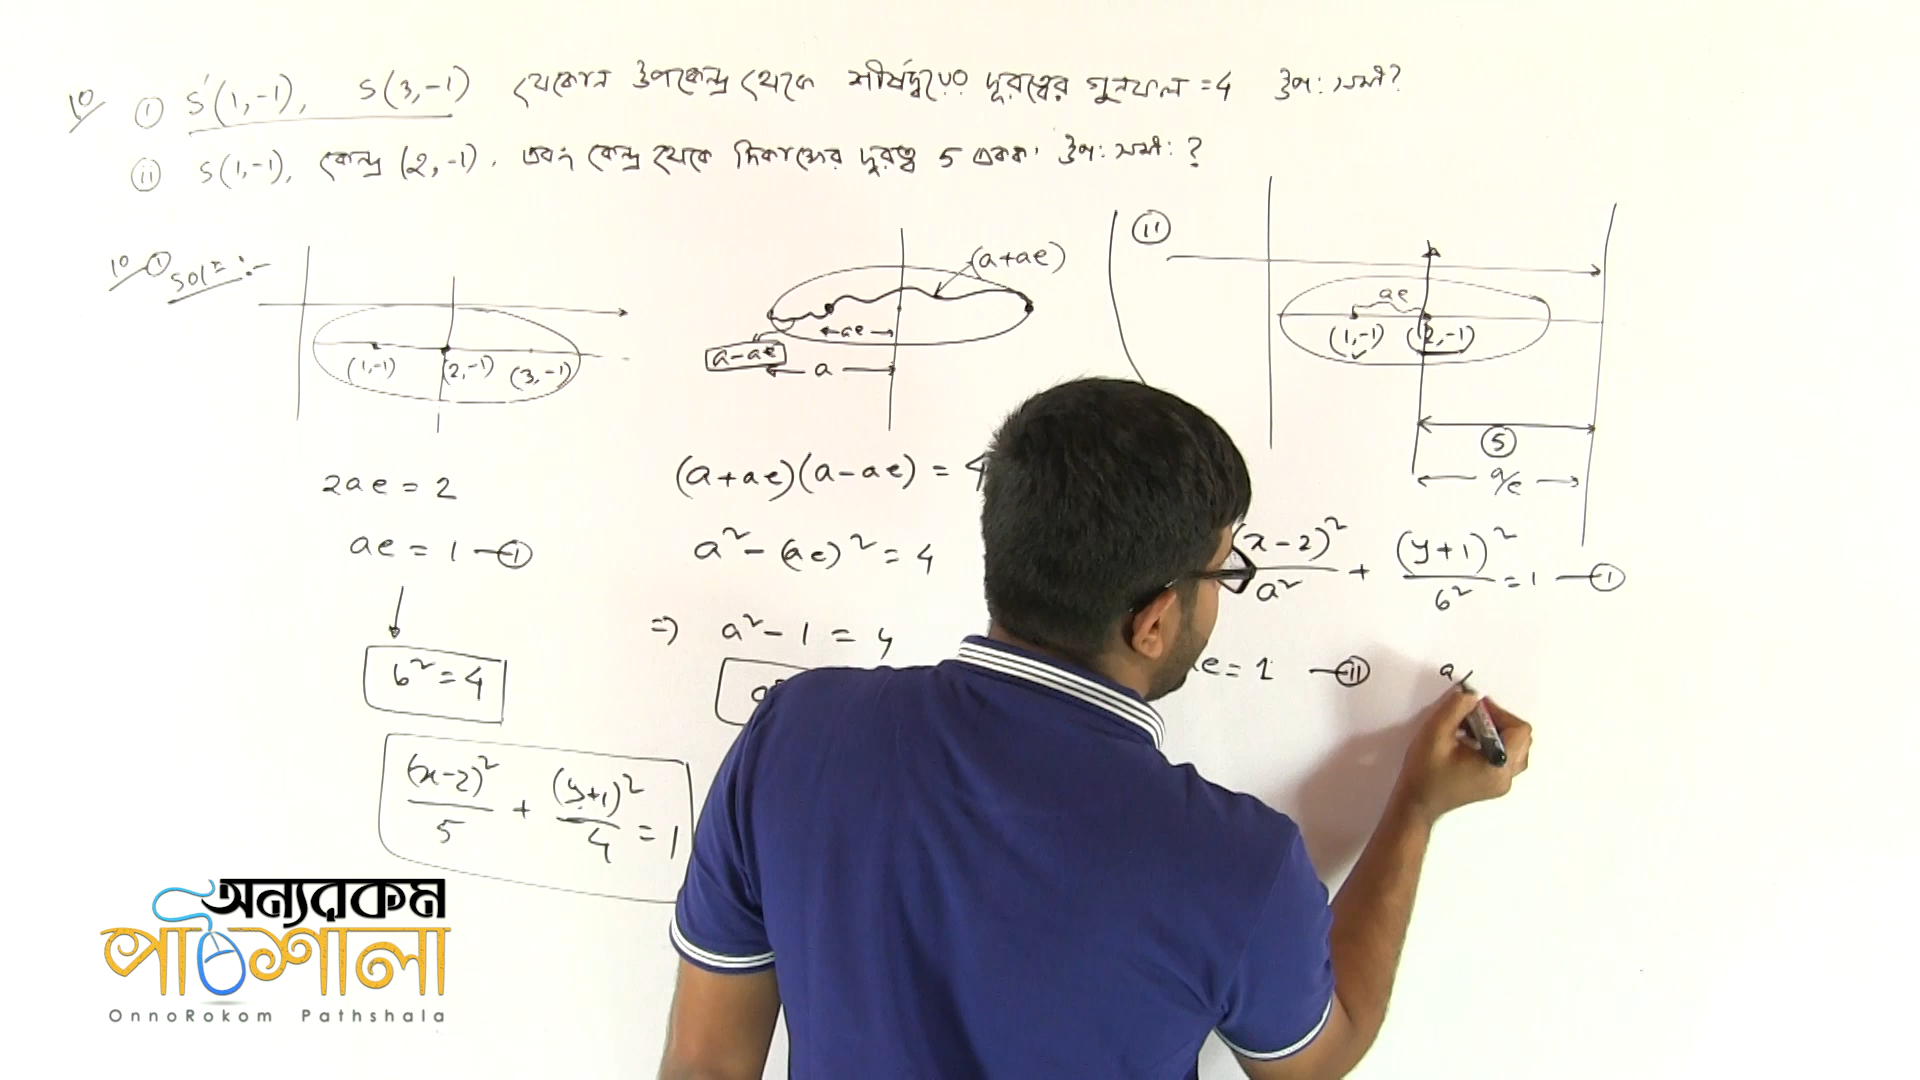 10 (i) S'(1,-1), S(3,-1) যেকোন উপকেন্দ্র থেকে শীর্ষদ্বয়ের দূরত্বের গুনফল = 4 উপ: সমী?
(ii) S(1,-1), কেন্দ্র (2,-1). এবং কেন্দ্র থেকে দিকাক্ষের দূরত্ব 5 একক। উপ: সমী: ?
10 (i) Solⁿ :-
(1,-1) (2,-1) (3,-1)
2ae = 2
ae = 1 — (i)
b² = 4
(x-2)²/5 + (y+1)²/4 = 1
(a+ae)
ae
a-ae
a
(a+ae)(a-ae) = 4
a² - (ae)² = 4
⇒ a² - 1 = 4
(ii)
ae
(1,-1) (2,-1)
5
a/e
(x-2)²/a² + (y+1)²/b² = 1 — (i)
e = 1 — (ii) a/
অন্যরকম
পাঠশালা
OnnoRokom Pathshala